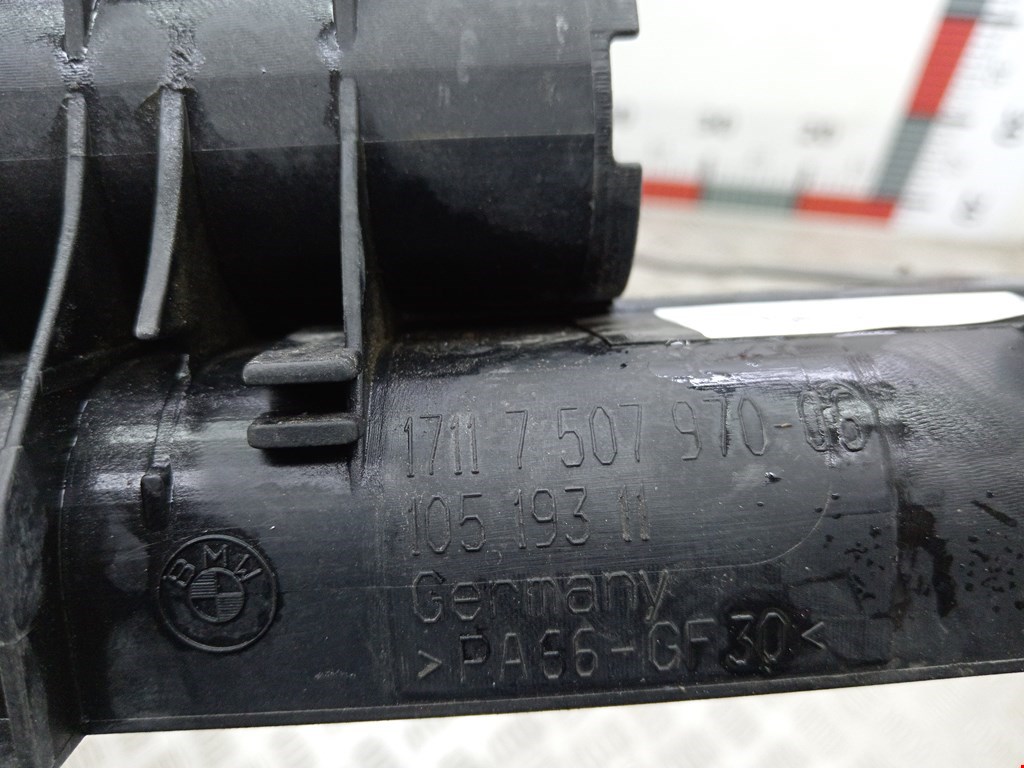 1711 7 507 970-06
105 193 11
Germany
BMW
>PA66-GF30<